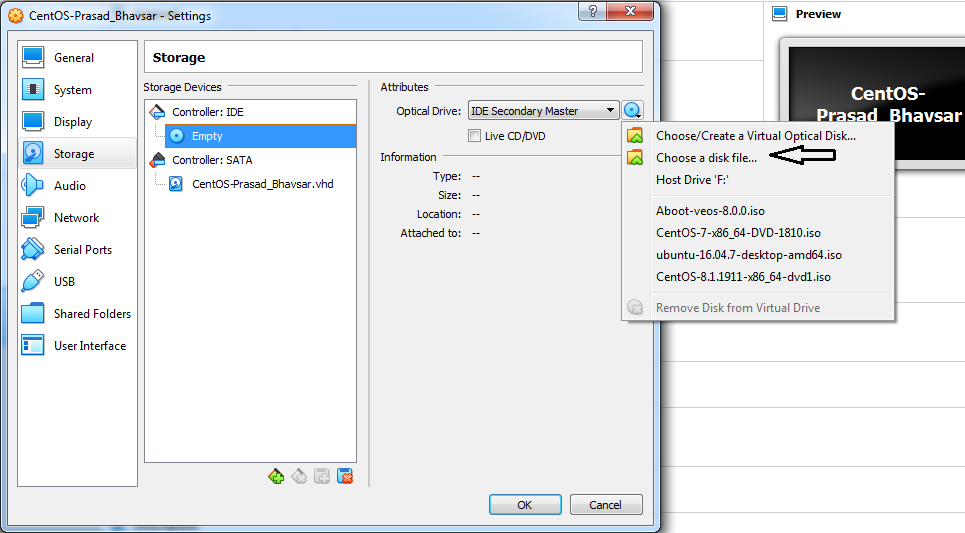 CentOS-Prasad_Bhavsar - Settings
?
X
Preview
General
System
Display
Storage
Audio
Network
Serial Ports
USB
Shared Folders
User Interface
Storage
Storage Devices
Controller: IDE
Empty
Controller: SATA
CentOS-Prasad_Bhavsar.vhd
Attributes
Optical Drive: IDE Secondary Master
Live CD/DVD
Information
Type: --
Size: --
Location: --
Attached to: --
Choose/Create a Virtual Optical Disk...
Choose a disk file...
Host Drive 'F:'
Aboot-veos-8.0.0.iso
CentOS-7-x86_64-DVD-1810.iso
ubuntu-16.04.7-desktop-amd64.iso
CentOS-8.1.1911-x86_64-dvd1.iso
Remove Disk from Virtual Drive
CentOS-
Prasad_Bhavsar
OK
Cancel